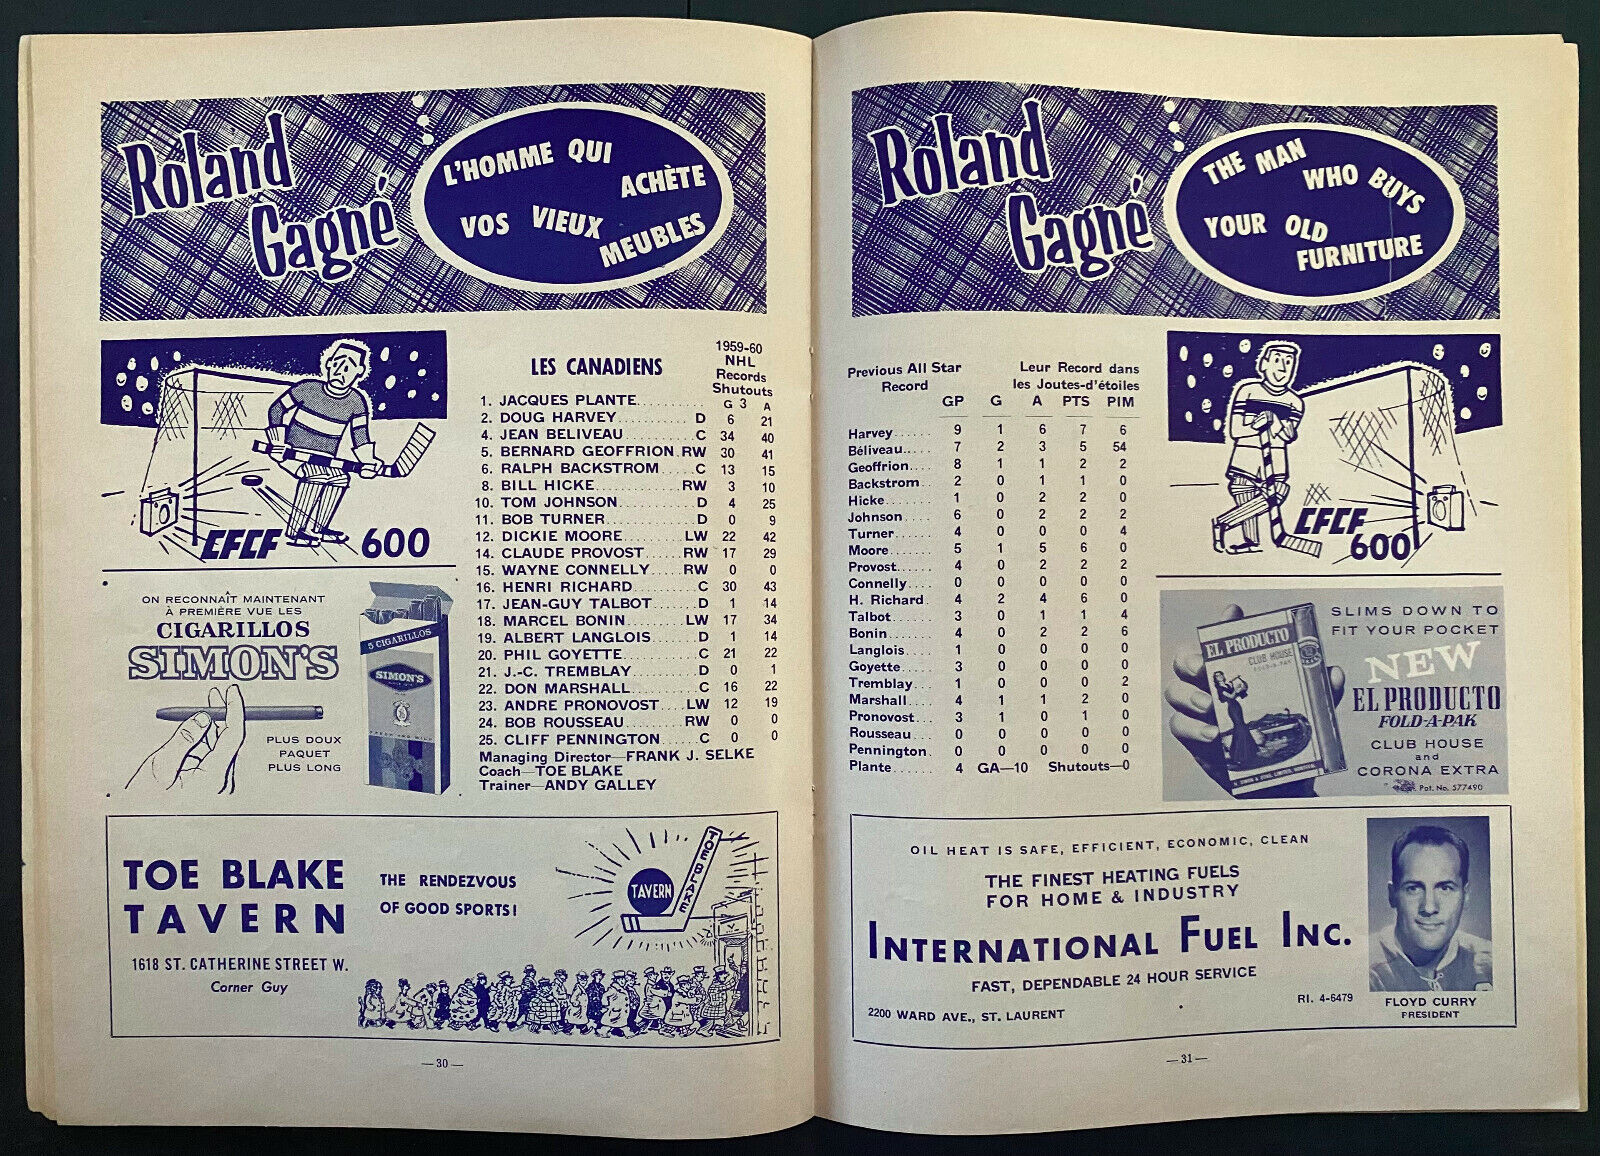 Roland
Gagné
L'HOMME QUI
ACHÈTE
VOS VIEUX
MEUBLES
CFCF 600
LES CANADIENS
1959-60
NHL
Records
Shutouts
G 3 A
1. JACQUES PLANTE..........
2. DOUG HARVEY.......... D 6 21
4. JEAN BELIVEAU.......... C 34 40
5. BERNARD GEOFFRION. RW 30 41
6. RALPH BACKSTROM..... C 13 15
8. BILL HICKE.......... RW 3 10
10. TOM JOHNSON.......... D 4 25
11. BOB TURNER.......... D 0 9
12. DICKIE MOORE.......... LW 22 42
14. CLAUDE PROVOST..... RW 17 29
15. WAYNE CONNELLY..... RW 0 0
16. HENRI RICHARD.......... C 30 43
17. JEAN-GUY TALBOT...... D 1 14
18. MARCEL BONIN........ LW 17 34
19. ALBERT LANGLOIS...... D 1 14
20. PHIL GOYETTE.......... C 21 22
21. J.-C. TREMBLAY........ D 0 1
22. DON MARSHALL........ C 16 22
23. ANDRE PRONOVOST.... LW 12 19
24. BOB ROUSSEAU........ RW 0 0
25. CLIFF PENNINGTON..... C 0 0
Managing Director—FRANK J. SELKE
Coach—TOE BLAKE
Trainer—ANDY GALLEY
ON RECONNAÎT MAINTENANT
À PREMIÈRE VUE LES
CIGARILLOS
SIMON'S
PLUS DOUX
PAQUET
PLUS LONG
5 CIGARILLOS
SIMON'S
TOE BLAKE
TAVERN
1618 ST. CATHERINE STREET W.
Corner Guy
THE RENDEZVOUS
OF GOOD SPORTS!
TAVERN
TOE BLAKE
—30—
Roland
Gagné
THE MAN
WHO BUYS
YOUR OLD
FURNITURE
Previous All Star
Record
Leur Record dans
les Joutes-d'étoiles
GP G A PTS PIM
Harvey...... 9 1 6 7 6
Béliveau..... 7 2 3 5 54
Geoffrion.... 8 1 1 2 2
Backstrom... 2 0 1 1 0
Hicke....... 1 0 2 2 0
Johnson..... 6 0 2 2 2
Turner...... 4 0 0 0 4
Moore....... 5 1 5 6 0
Provost...... 4 0 2 2 2
Connelly.... 0 0 0 0 0
H. Richard.. 4 2 4 6 0
Talbot...... 3 0 1 1 4
Bonin....... 4 0 2 2 6
Langlois..... 1 0 0 0 0
Goyette..... 3 0 0 0 0
Tremblay... 1 0 0 0 2
Marshall.... 4 1 1 2 0
Pronovost... 3 1 0 1 0
Rousseau... 0 0 0 0 0
Pennington. 0 0 0 0 0
Plante...... 4 GA—10 Shutouts—0
CFCF
600
SLIMS DOWN TO
FIT YOUR POCKET
NEW
EL PRODUCTO
FOLD-A-PAK
CLUB HOUSE
and
CORONA EXTRA
Pat. No. 577490
EL PRODUCTO
CLUB HOUSE
FOLD-A-PAK
OIL HEAT IS SAFE, EFFICIENT, ECONOMIC, CLEAN
THE FINEST HEATING FUELS
FOR HOME & INDUSTRY
INTERNATIONAL FUEL INC.
FAST, DEPENDABLE 24 HOUR SERVICE
RI. 4-6479
2200 WARD AVE., ST. LAURENT
FLOYD CURRY
PRESIDENT
—31—